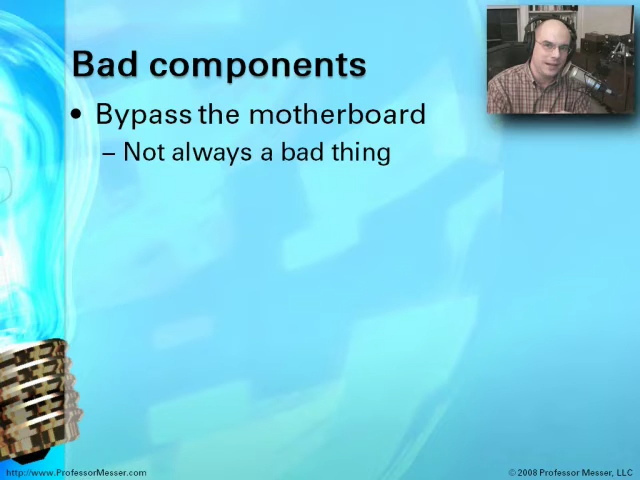 Bad components
• Bypass the motherboard
– Not always a bad thing
http://www.ProfessorMesser.com
© 2008 Professor Messer, LLC